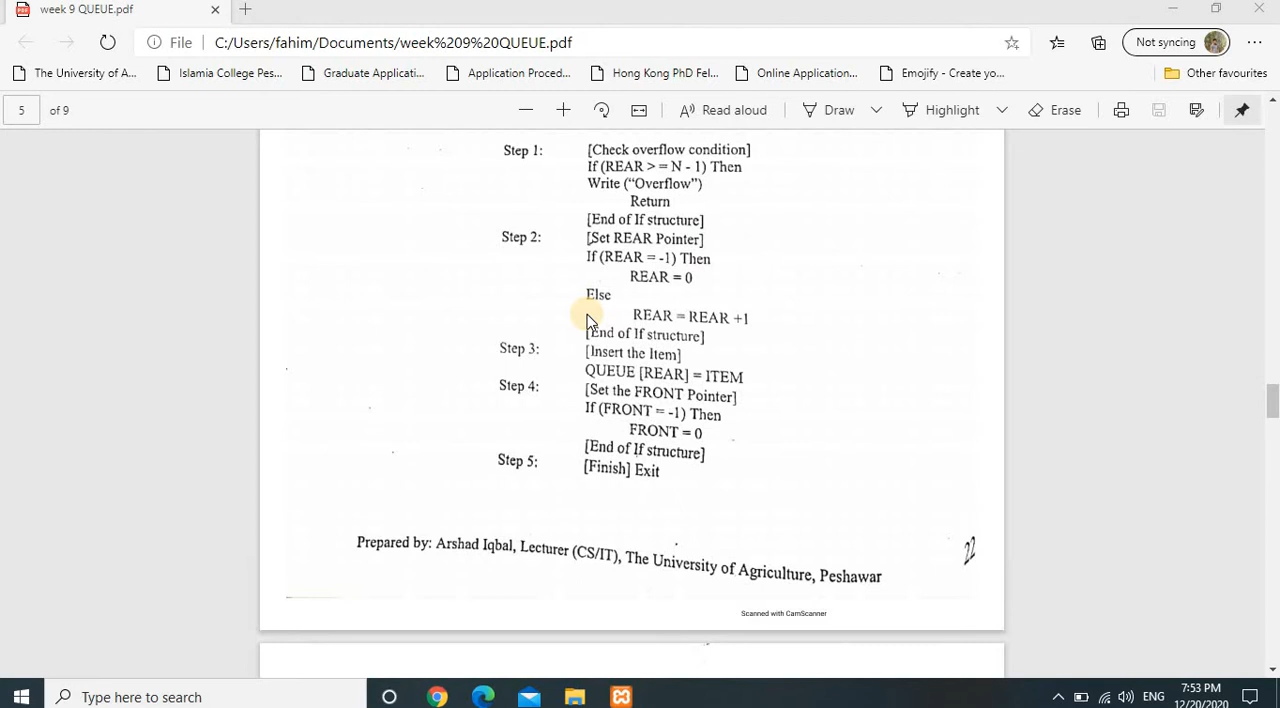 week 9 QUEUE.pdf
File C:/Users/fahim/Documents/week%209%20QUEUE.pdf Not syncing
The University of A... Islamia College Pes... Graduate Applicati... Application Proced... Hong Kong PhD Fel... Online Application... Emojify - Create yo... Other favourites
5 of 9 Read aloud Draw Highlight Erase
Step 1: [Check overflow condition]
If (REAR > = N - 1) Then
Write (“Overflow”)
Return
[End of If structure]
Step 2: [Set REAR Pointer]
If (REAR = -1) Then
REAR = 0
Else
REAR = REAR +1
[End of If structure]
Step 3: [Insert the Item]
QUEUE [REAR] = ITEM
Step 4: [Set the FRONT Pointer]
If (FRONT = -1) Then
FRONT = 0
[End of If structure]
Step 5: [Finish] Exit
Prepared by: Arshad Iqbal, Lecturer (CS/IT), The University of Agriculture, Peshawar
22
Scanned with CamScanner
Type here to search
ENG
7:53 PM
12/20/2020